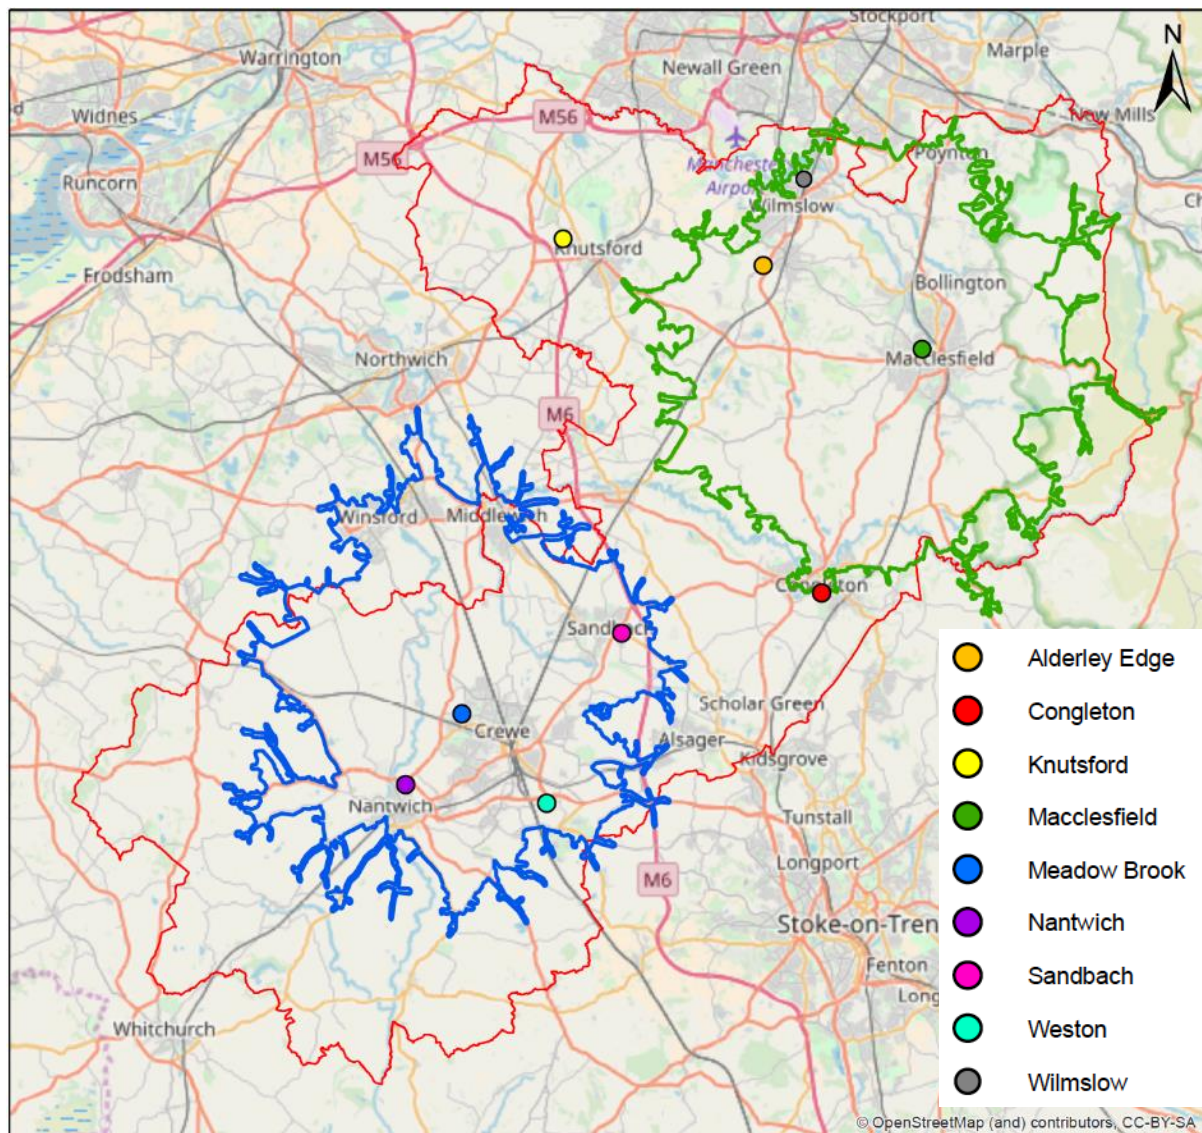 Stockport
Warrington
Marple
N
Newall Green
Widnes
M56
New Mills
M56
Poynton
Manchester
Airport
Runcorn
Wilmslow
Knutsford
Frodsham
Bollington
Northwich
Macclesfield
M6
Winsford
Middlewich
Congleton
Sandbach
Alderley Edge
Scholar Green
Congleton
Crewe
Alsager
Kidsgrove
Knutsford
Nantwich
Tunstall
Macclesfield
Longport
M6
Meadow Brook
Stoke-on-Tren
Nantwich
Fenton
Sandbach
Long
Whitchurch
Weston
Wilmslow
© OpenStreetMap (and) contributors, CC-BY-SA